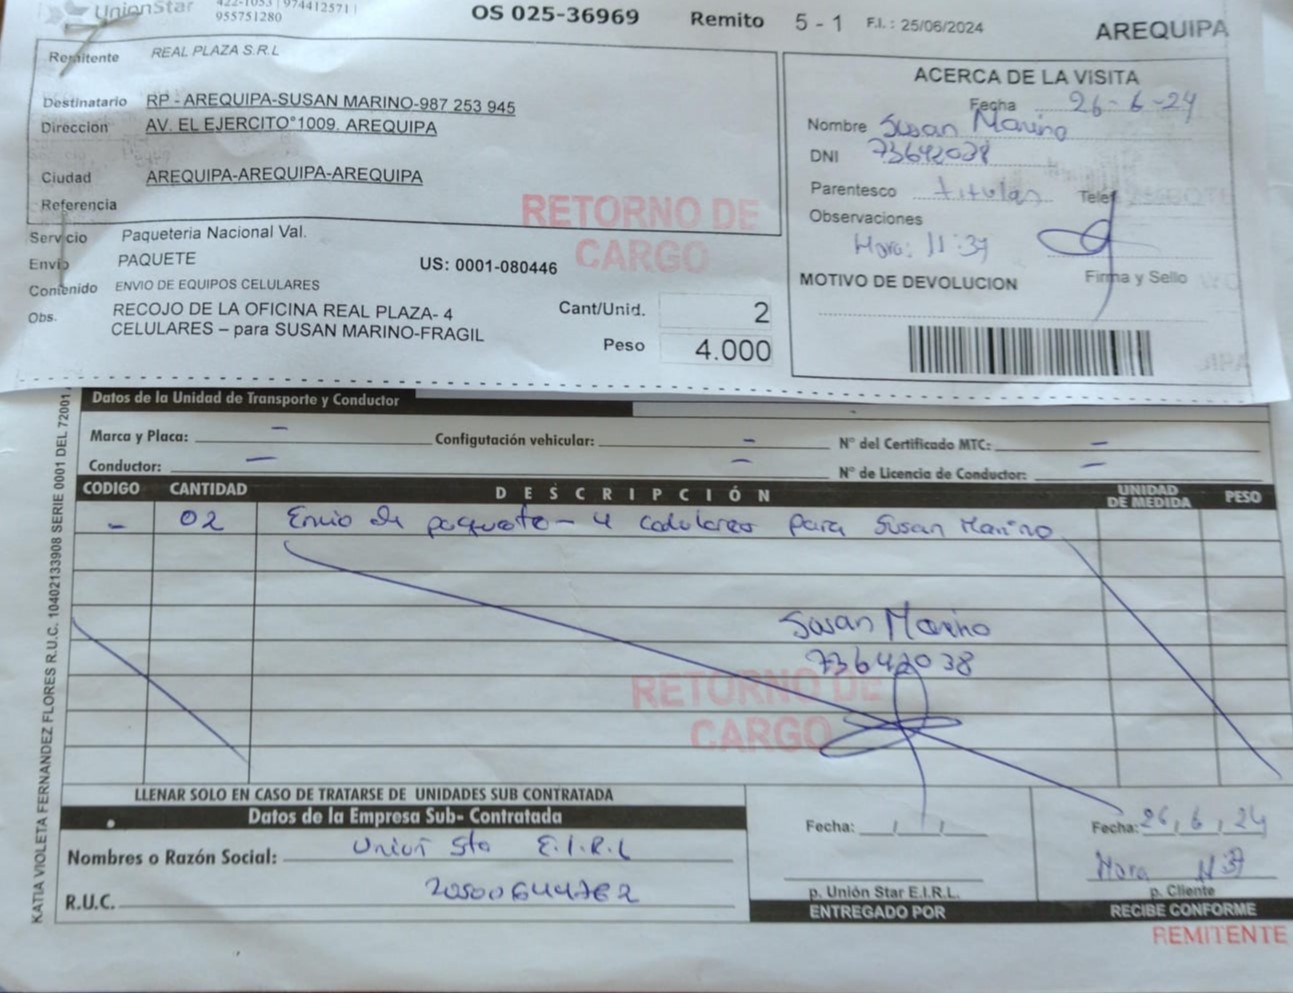 UnionStar
422-1053 | 974412571 |
955751280
OS 025-36969 Remito 5 - 1 F.I. : 25/06/2024 AREQUIPA
Remitente REAL PLAZA S.R.L
Destinatario RP - AREQUIPA-SUSAN MARINO-987 253 945
Dirección AV. EL EJERCITO°1009. AREQUIPA
Ciudad AREQUIPA-AREQUIPA-AREQUIPA
Referencia
RETORNO DE
CARGO
Servicio Paqueteria Nacional Val.
Envio PAQUETE
US: 0001-080446
Contenido ENVIO DE EQUIPOS CELULARES
Obs. RECOJO DE LA OFICINA REAL PLAZA- 4
CELULARES – para SUSAN MARINO-FRAGIL
Cant/Unid. 2
Peso 4.000
ACERCA DE LA VISITA
Fecha 26-6-24
Nombre Susan Marino
DNI 73642038
Parentesco titular Telef
Observaciones
Hora: 11:37
MOTIVO DE DEVOLUCION Firma y Sello
Datos de la Unidad de Transporte y Conductor
Marca y Placa: - Configutación vehicular: - N° del Certificado MTC: -
Conductor: - - N° de Licencia de Conductor: -
CODIGO CANTIDAD DESCRIPCIÓN UNIDAD DE MEDIDA PESO
- 02 Envio de paquete - 4 celulares para Susan Marino
Susan Marino
73642038
RETORNO DE
CARGO
LLENAR SOLO EN CASO DE TRATARSE DE UNIDADES SUB CONTRATADA
Datos de la Empresa Sub- Contratada
Nombres o Razón Social: Union Sta E.I.R.L
R.U.C.
Fecha: / /
p. Unión Star E.I.R.L.
ENTREGADO POR
Fecha: 26, 6, 24
Hora 11:37
p. Cliente
RECIBE CONFORME
REMITENTE
KATIA VIOLETA FERNANDEZ FLORES R.U.C. 10402133908 SERIE 0001 DEL 72001